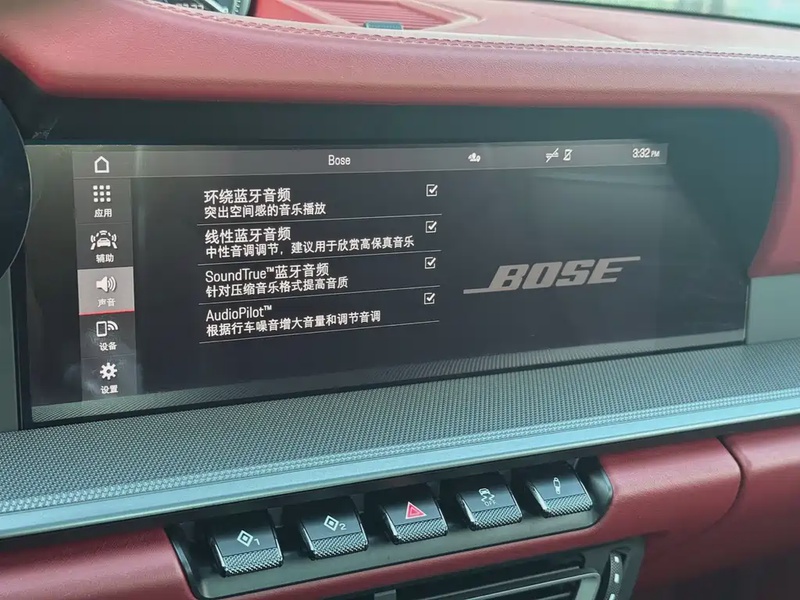 Bose
3:32 PM
应用
辅助
声音
设备
设置
环绕蓝牙音频
突出空间感的音乐播放
线性蓝牙音频
中性音调调节，建议用于欣赏高保真音乐
SoundTrue™蓝牙音频
针对压缩音乐格式提高音质
AudioPilot™
根据行车噪音增大音量和调节音调
BOSE
1
2
OFF